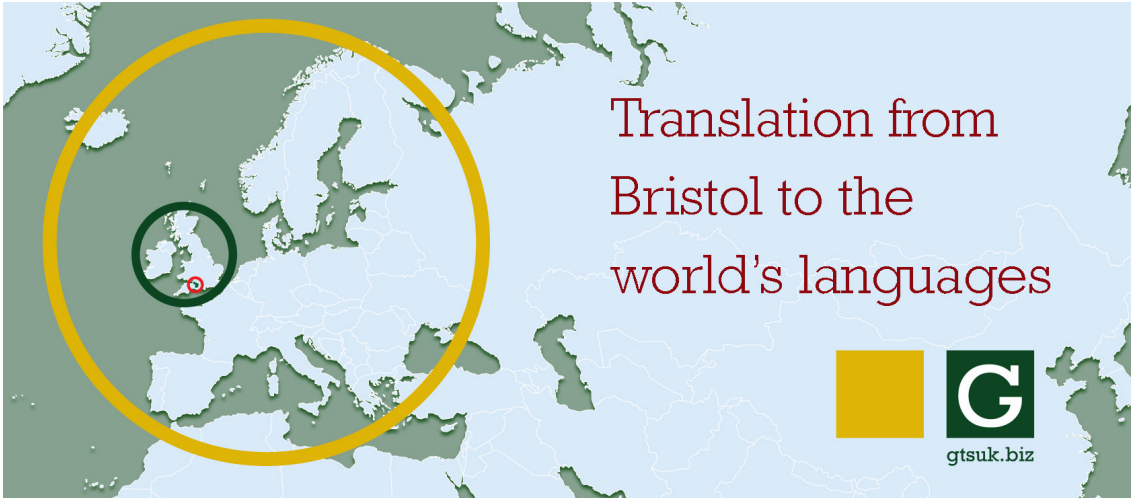 Translation from
Bristol to the
world's languages
G
gtsuk.biz